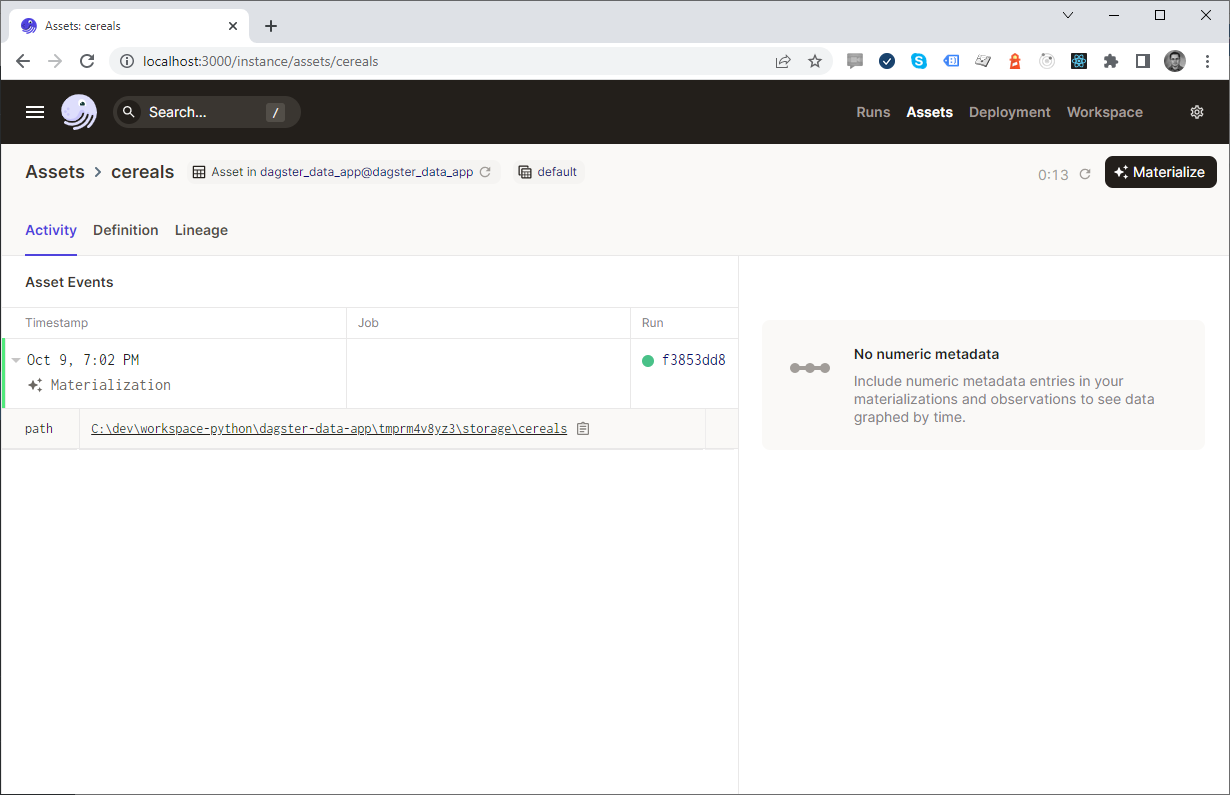 Assets: cereals
localhost:3000/instance/assets/cereals
Search... /
Runs Assets Deployment Workspace
Assets > cereals Asset in dagster_data_app@dagster_data_app default
0:13 Materialize
Activity Definition Lineage
Asset Events
Timestamp Job Run
Oct 9, 7:02 PM f3853dd8
Materialization
path C:\dev\workspace-python\dagster-data-app\tmprm4v8yz3\storage\cereals
No numeric metadata
Include numeric metadata entries in your
materializations and observations to see data
graphed by time.